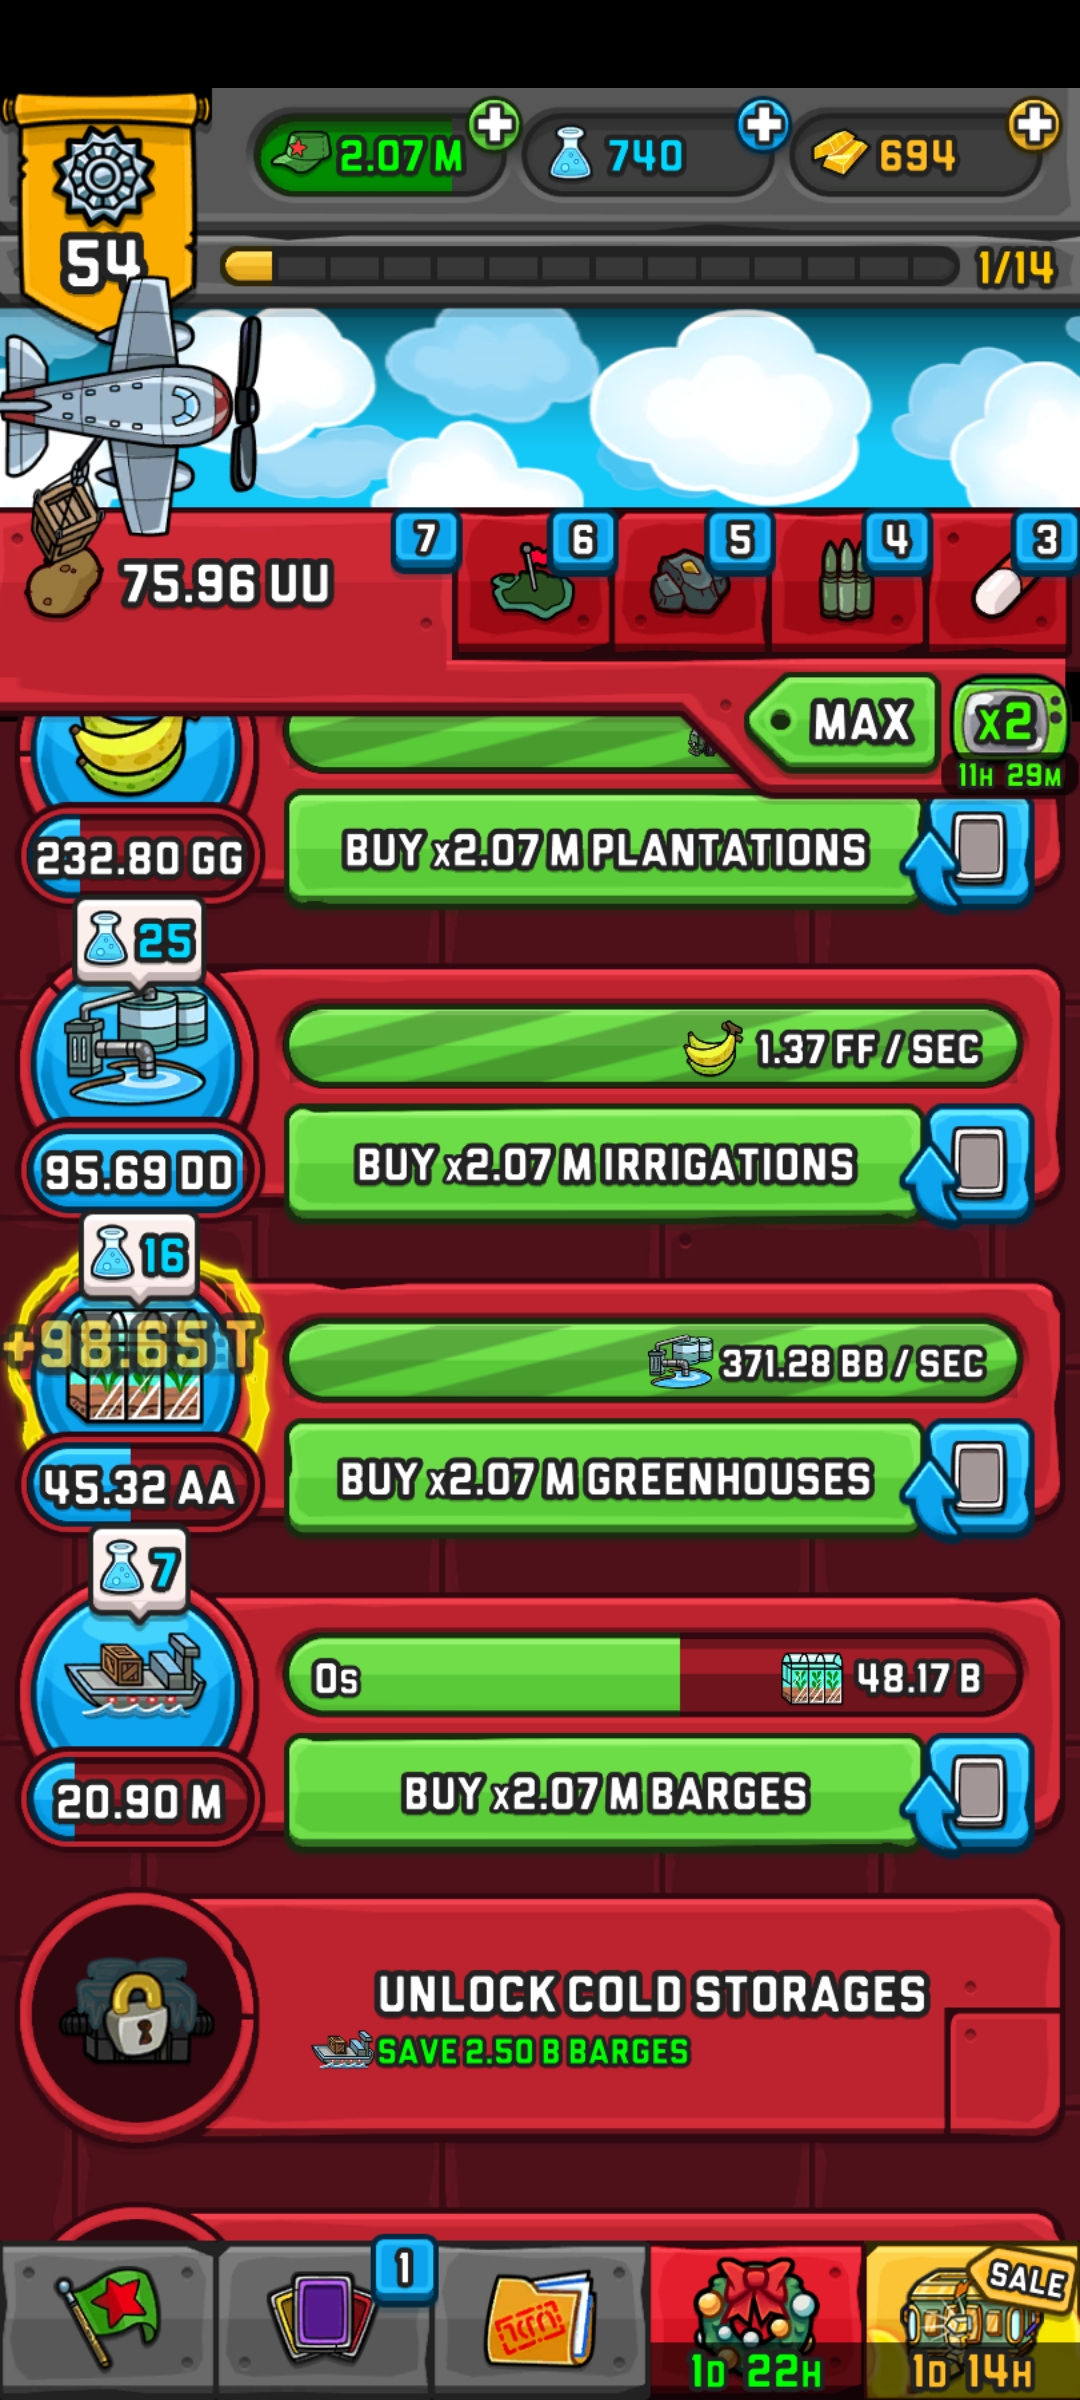 2.07 M
740
694
54
1/14
75.96 UU
7
6
5
4
3
MAX
x2
11H 29M
232.80 GG
BUY x2.07 M PLANTATIONS
25
1.37 FF / SEC
95.69 DD
BUY x2.07 M IRRIGATIONS
16
+98.65 T
371.28 BB / SEC
45.32 AA
BUY x2.07 M GREENHOUSES
7
0s
48.17 B
20.90 M
BUY x2.07 M BARGES
UNLOCK COLD STORAGES
SAVE 2.50 B BARGES
1
SALE
1D 22H
1D 14H